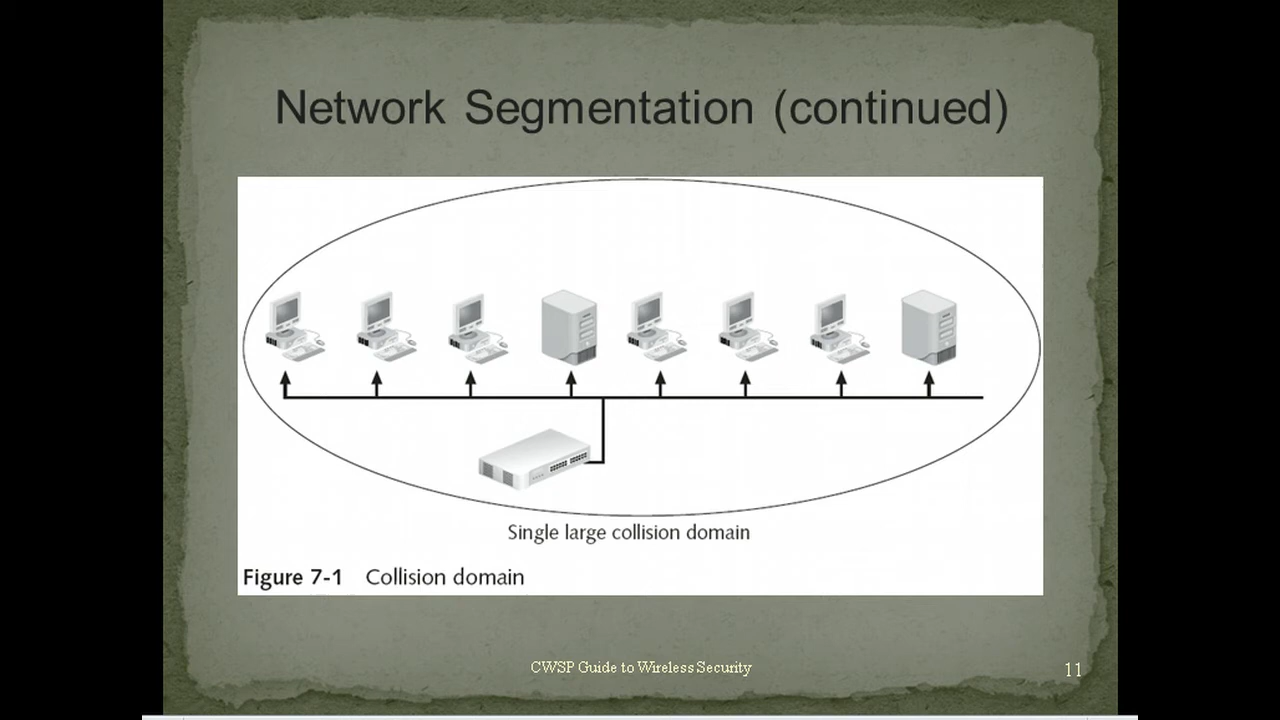 Network Segmentation (continued)
Single large collision domain
Figure 7-1 Collision domain
CWSP Guide to Wireless Security
11